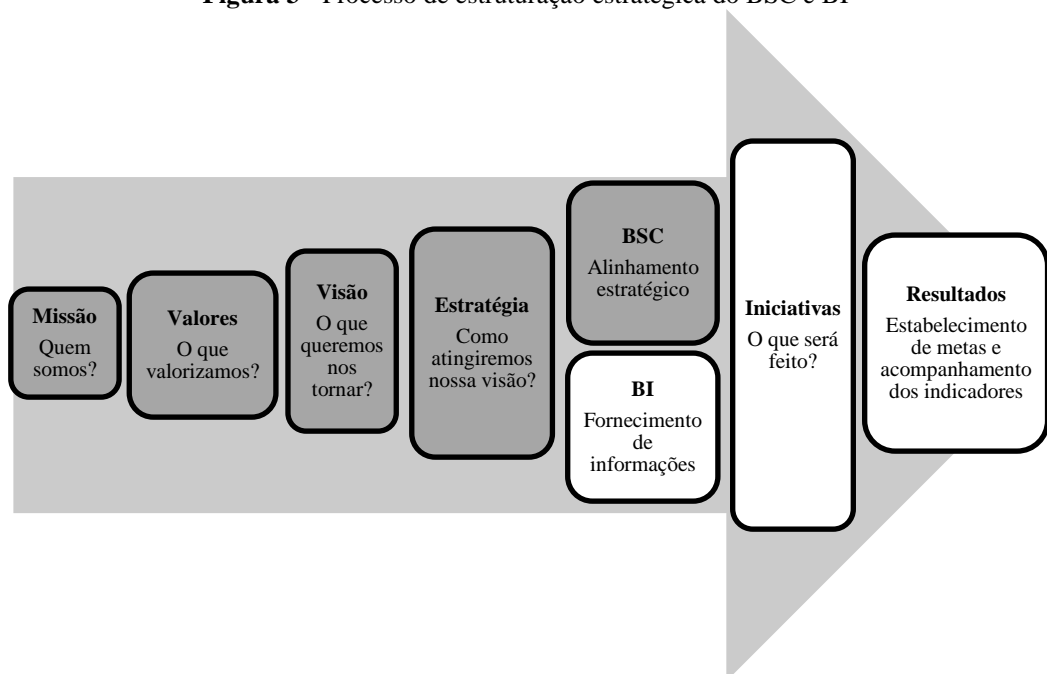 Figura 3 - Processo de estruturação estratégica do BSC e BI
Missão
Quem
somos?
Valores
O que
valorizamos?
Visão
O que
queremos
nos
tornar?
Estratégia
Como
atingiremos
nossa visão?
BSC
Alinhamento
estratégico
BI
Fornecimento
de
informações
Iniciativas
O que será
feito?
Resultados
Estabelecimento
de metas e
acompanhamento
dos indicadores